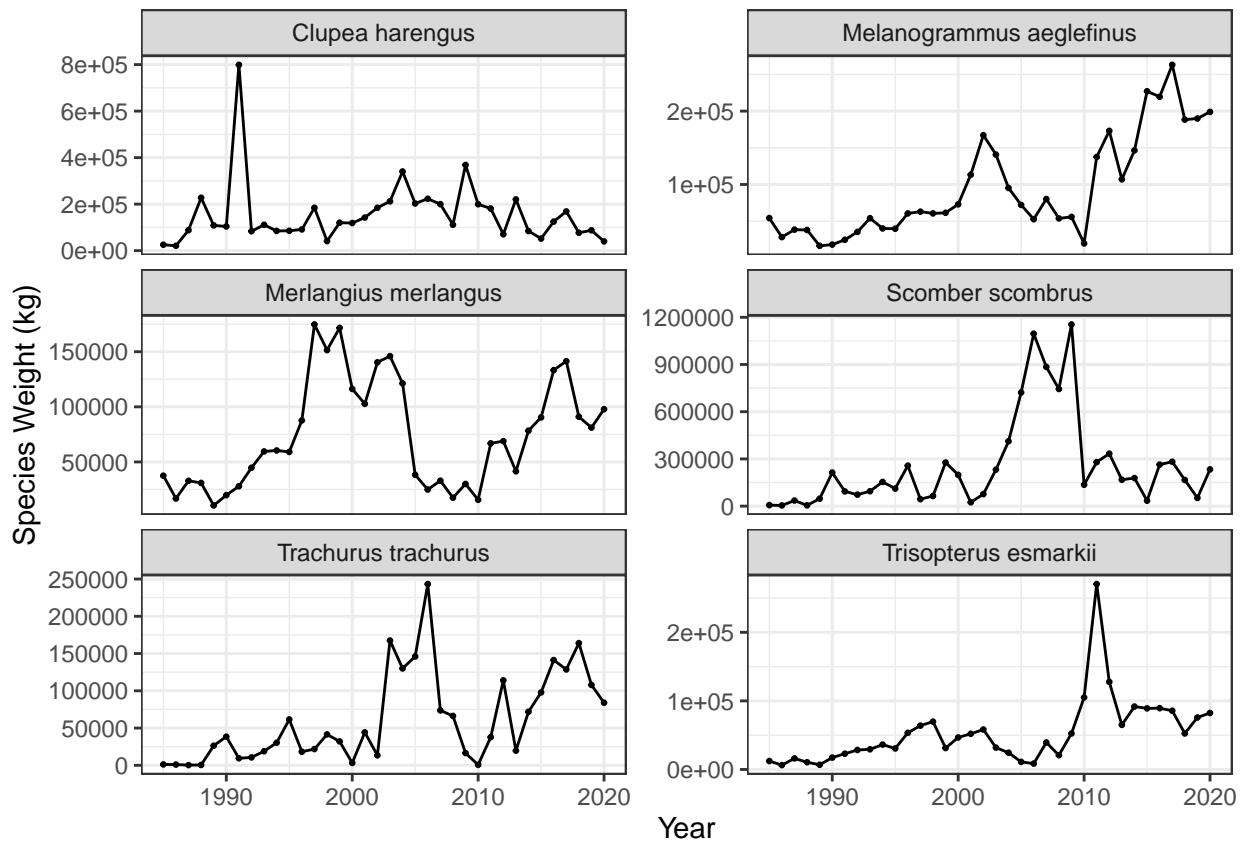 Clupea harengus
8e+05
6e+05
4e+05
2e+05
0e+00
Melanogrammus aeglefinus
2e+05
1e+05
Merlangius merlangus
150000
100000
50000
Scomber scombrus
1200000
900000
600000
300000
0
Trachurus trachurus
250000
200000
150000
100000
50000
0
1990 2000 2010 2020
Trisopterus esmarkii
2e+05
1e+05
0e+00
1990 2000 2010 2020
Species Weight (kg)
Year